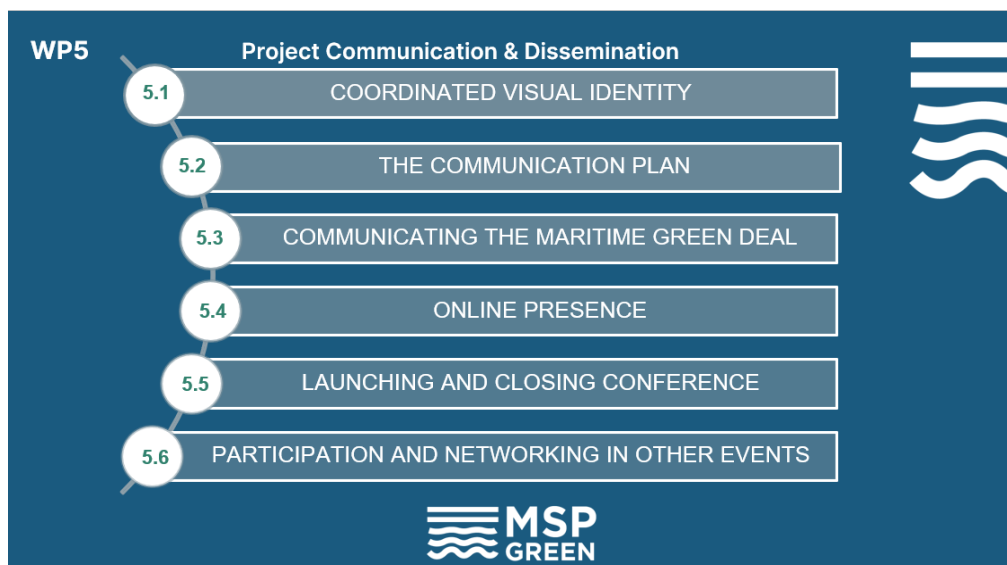 WP5
Project Communication & Dissemination
5.1
COORDINATED VISUAL IDENTITY
5.2
THE COMMUNICATION PLAN
5.3
COMMUNICATING THE MARITIME GREEN DEAL
5.4
ONLINE PRESENCE
5.5
LAUNCHING AND CLOSING CONFERENCE
5.6
PARTICIPATION AND NETWORKING IN OTHER EVENTS
MSP
GREEN